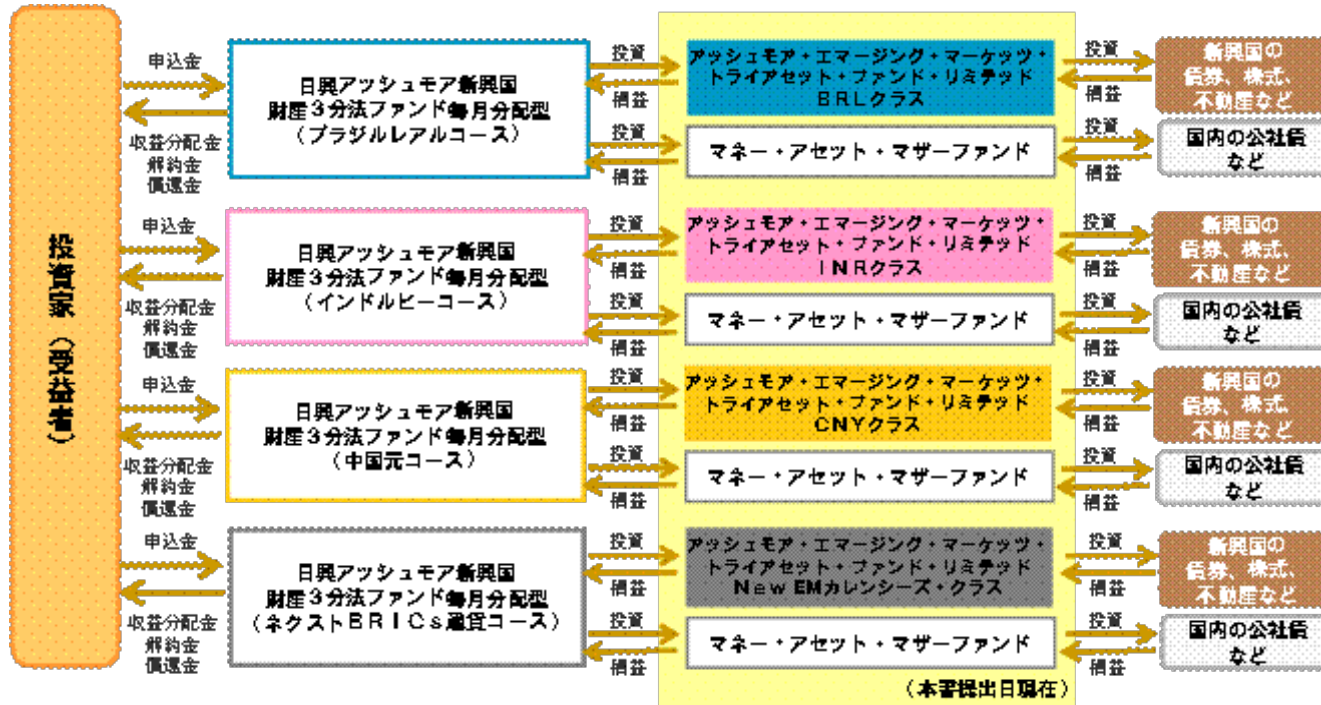 投資家（受益者）
申込金
収益分配金
解約金
償還金
日興アッシュモア新興国
財産３分法ファンド毎月分配型
（ブラジルレアルコース）
投資
損益
投資
損益
アッシュモア・エマージング・マーケッツ・
トライアセット・ファンド・リミテッド
ＢＲＬクラス
マネー・アセット・マザーファンド
投資
損益
投資
損益
新興国の
債券、株式、
不動産など
国内の公社債
など
申込金
収益分配金
解約金
償還金
日興アッシュモア新興国
財産３分法ファンド毎月分配型
（インドルピーコース）
投資
損益
投資
損益
アッシュモア・エマージング・マーケッツ・
トライアセット・ファンド・リミテッド
ＩＮＲクラス
マネー・アセット・マザーファンド
投資
損益
投資
損益
新興国の
債券、株式、
不動産など
国内の公社債
など
申込金
収益分配金
解約金
償還金
日興アッシュモア新興国
財産３分法ファンド毎月分配型
（中国元コース）
投資
損益
投資
損益
アッシュモア・エマージング・マーケッツ・
トライアセット・ファンド・リミテッド
CNYクラス
マネー・アセット・マザーファンド
投資
損益
投資
損益
新興国の
債券、株式、
不動産など
国内の公社債
など
申込金
収益分配金
解約金
償還金
日興アッシュモア新興国
財産３分法ファンド毎月分配型
（ネクストＢＲＩＣｓ通貨コース）
投資
損益
投資
損益
アッシュモア・エマージング・マーケッツ・
トライアセット・ファンド・リミテッド
New EMカレンシーズ・クラス
マネー・アセット・マザーファンド
投資
損益
投資
損益
新興国の
債券、株式、
不動産など
国内の公社債
など
（本書提出日現在）